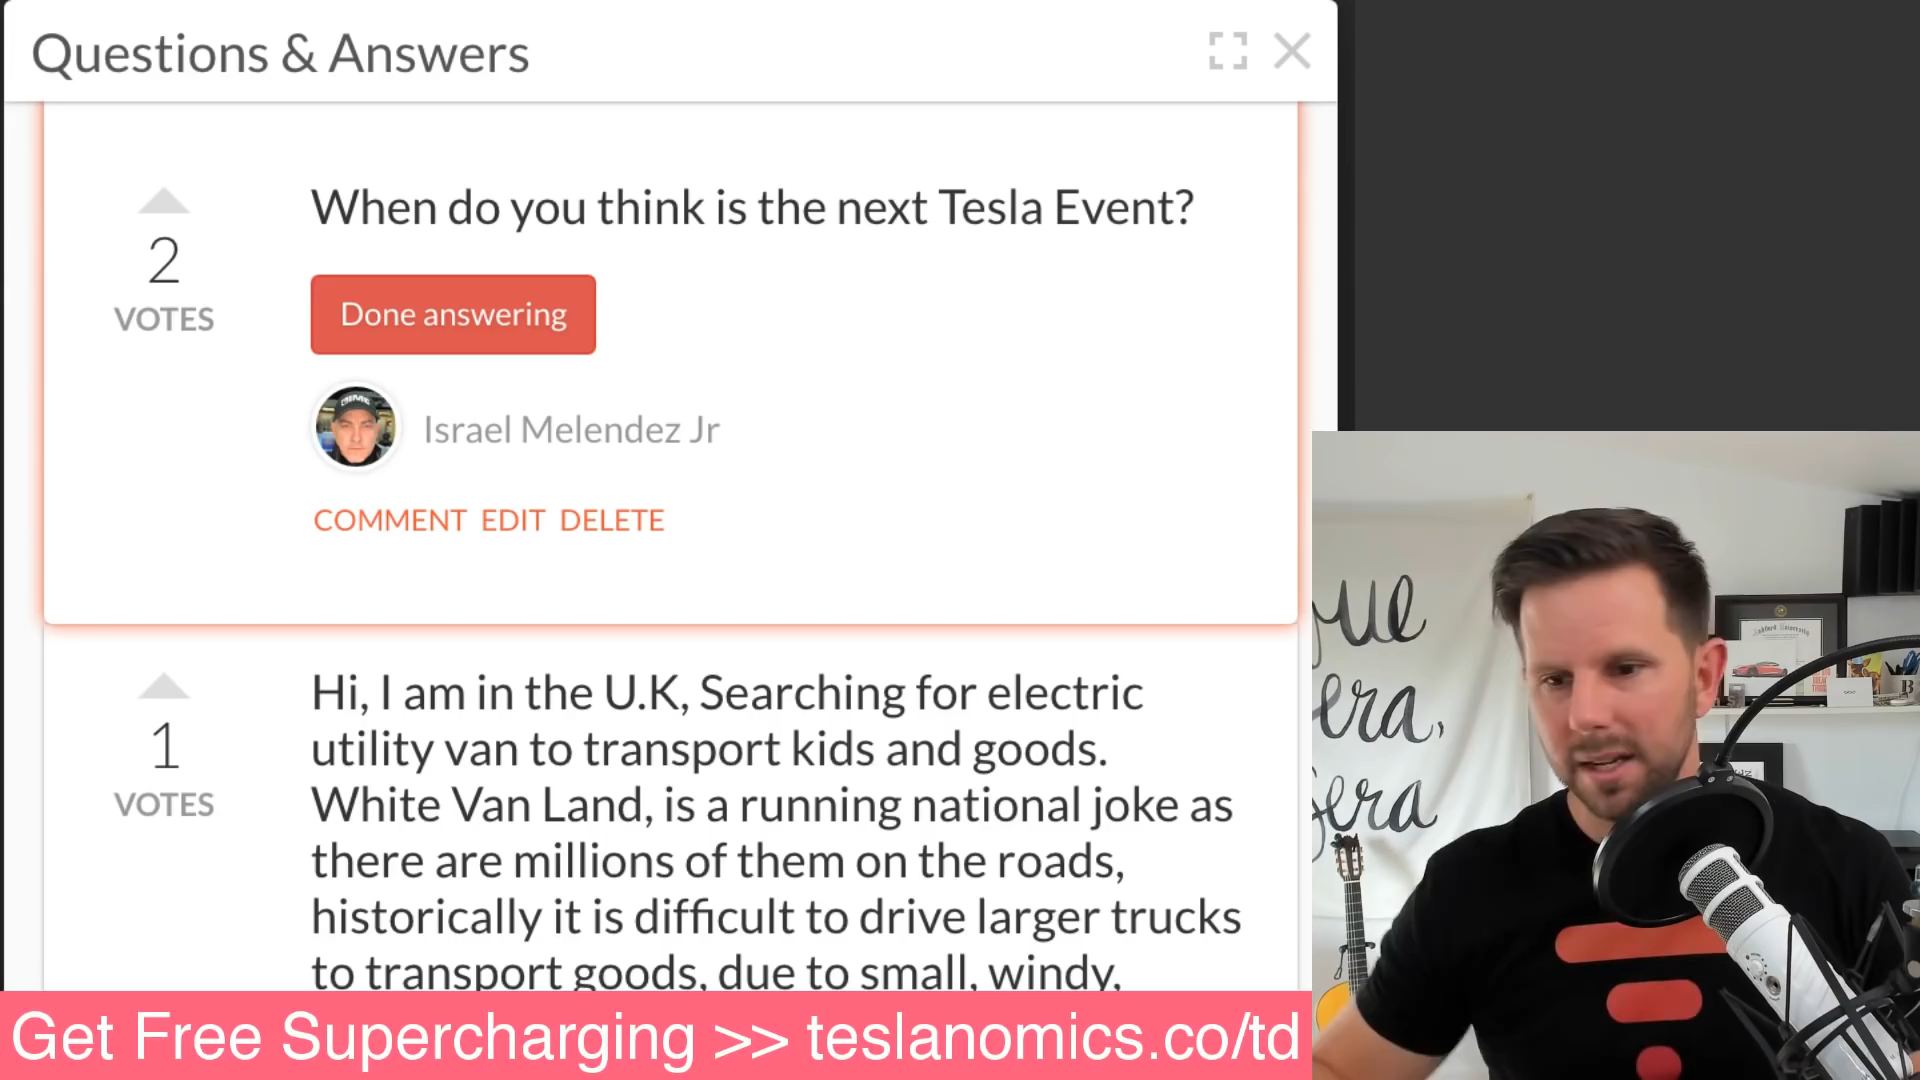 Questions & Answers
When do you think is the next Tesla Event?
2
VOTES
Done answering
Israel Melendez Jr
COMMENT EDIT DELETE
Hi, I am in the U.K, Searching for electric
utility van to transport kids and goods.
White Van Land, is a running national joke as
there are millions of them on the roads,
historically it is difficult to drive larger trucks
to transport goods, due to small, windy,
1
VOTES
Get Free Supercharging >> teslanomics.co/td
era,